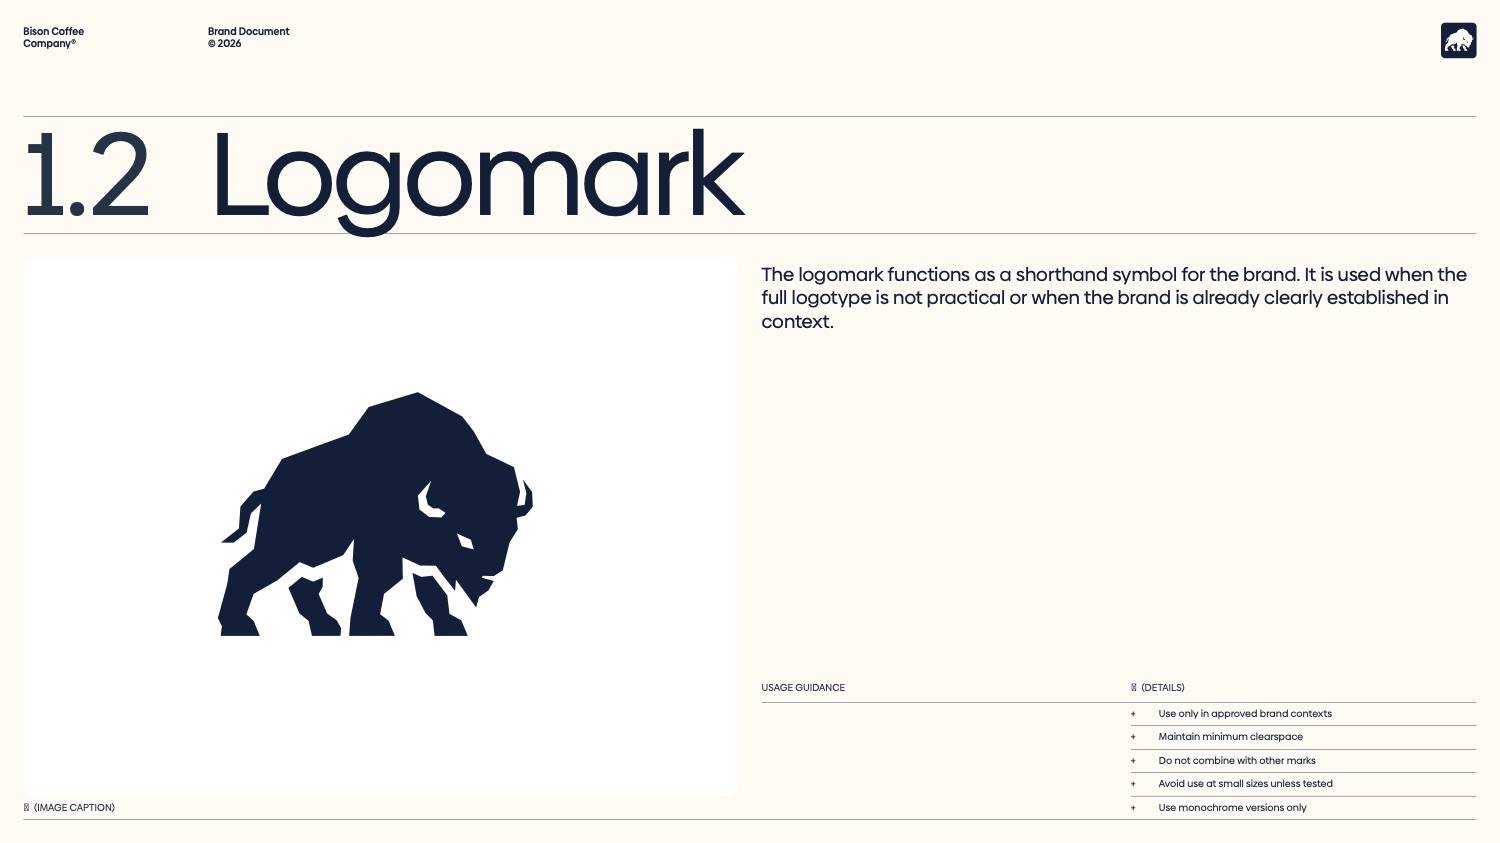 Bison Coffee
Company®
Brand Document
© 2026
1.2 Logomark
The logomark functions as a shorthand symbol for the brand. It is used when the
full logotype is not practical or when the brand is already clearly established in
context.
USAGE GUIDANCE
(DETAILS)
+ Use only in approved brand contexts
+ Maintain minimum clearspace
+ Do not combine with other marks
+ Avoid use at small sizes unless tested
+ Use monochrome versions only
(IMAGE CAPTION)